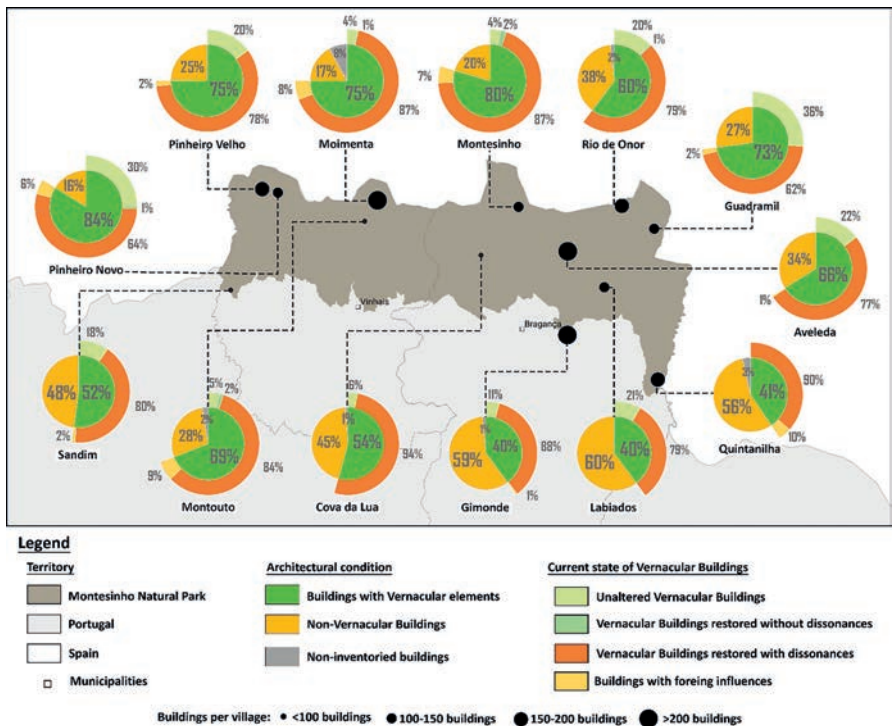 20%
25%
75%
2%
78%
Pinheiro Velho
4%
1%
8%
17%
75%
8%
87%
Moimenta
4%
2%
20%
80%
7%
87%
Montesinho
20%
1%
2%
38%
60%
79%
Rio de Onor
36%
27%
73%
2%
62%
Guadramil
30%
6%
16%
84%
1%
64%
Pinheiro Novo
22%
34%
66%
1%
77%
Aveleda
Vinhais
Bragança
18%
48%
52%
80%
2%
Sandim
5%
2%
2%
28%
69%
9%
84%
Montouto
6%
1%
45%
54%
94%
Cova da Lua
11%
1%
59%
40%
88%
1%
Gimonde
21%
60%
40%
79%
Labiados
3%
90%
56%
41%
10%
Quintanilha
Legend
Territory
Montesinho Natural Park
Portugal
Spain
Municipalities
Architectural condition
Buildings with Vernacular elements
Non-Vernacular Buildings
Non-inventoried buildings
Current state of Vernacular Buildings
Unaltered Vernacular Buildings
Vernacular Buildings restored without dissonances
Vernacular Buildings restored with dissonances
Buildings with foreing influences
Buildings per village: <100 buildings 100-150 buildings 150-200 buildings >200 buildings